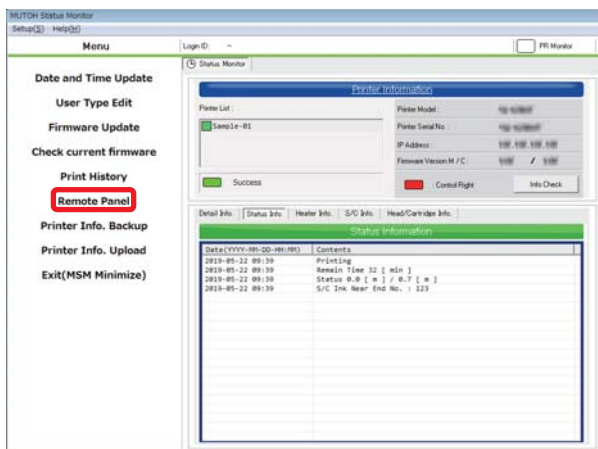 MUTOH Status Monitor
Setup(S) Help(H)
Menu
Login ID: -
PR Monitor
Status Monitor
Date and Time Update
User Type Edit
Firmware Update
Check current firmware
Print History
Remote Panel
Printer Info. Backup
Printer Info. Upload
Exit(MSM Minimize)
Printer Information
Printer List :
Sample-01
Success
Printer Model :
Printer Serial No. :
IP Address :
Firmware Version M / C : /
Control Right
Info.Check
Detail Info. Status Info. Heater Info. S/C Info. Head/Cartridge Info.
Status Information
Date(YYYY-MM-DD-HH:MM) Contents
2019-05-22 09:39 Printing
2019-05-22 09:39 Remain Time 32 [ min ]
2019-05-22 09:39 Status 0.0 [ m ] / 0.7 [ m ]
2019-05-22 09:39 S/C Ink Near End No. : 123